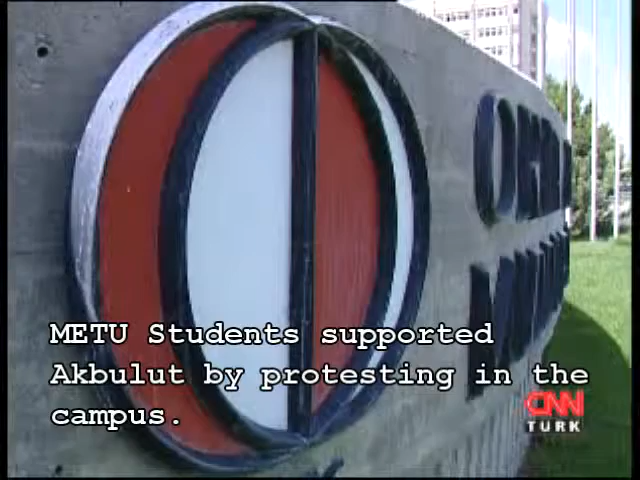 METU Students supported
Akbulut by protesting in the
campus.
CNN
TURK